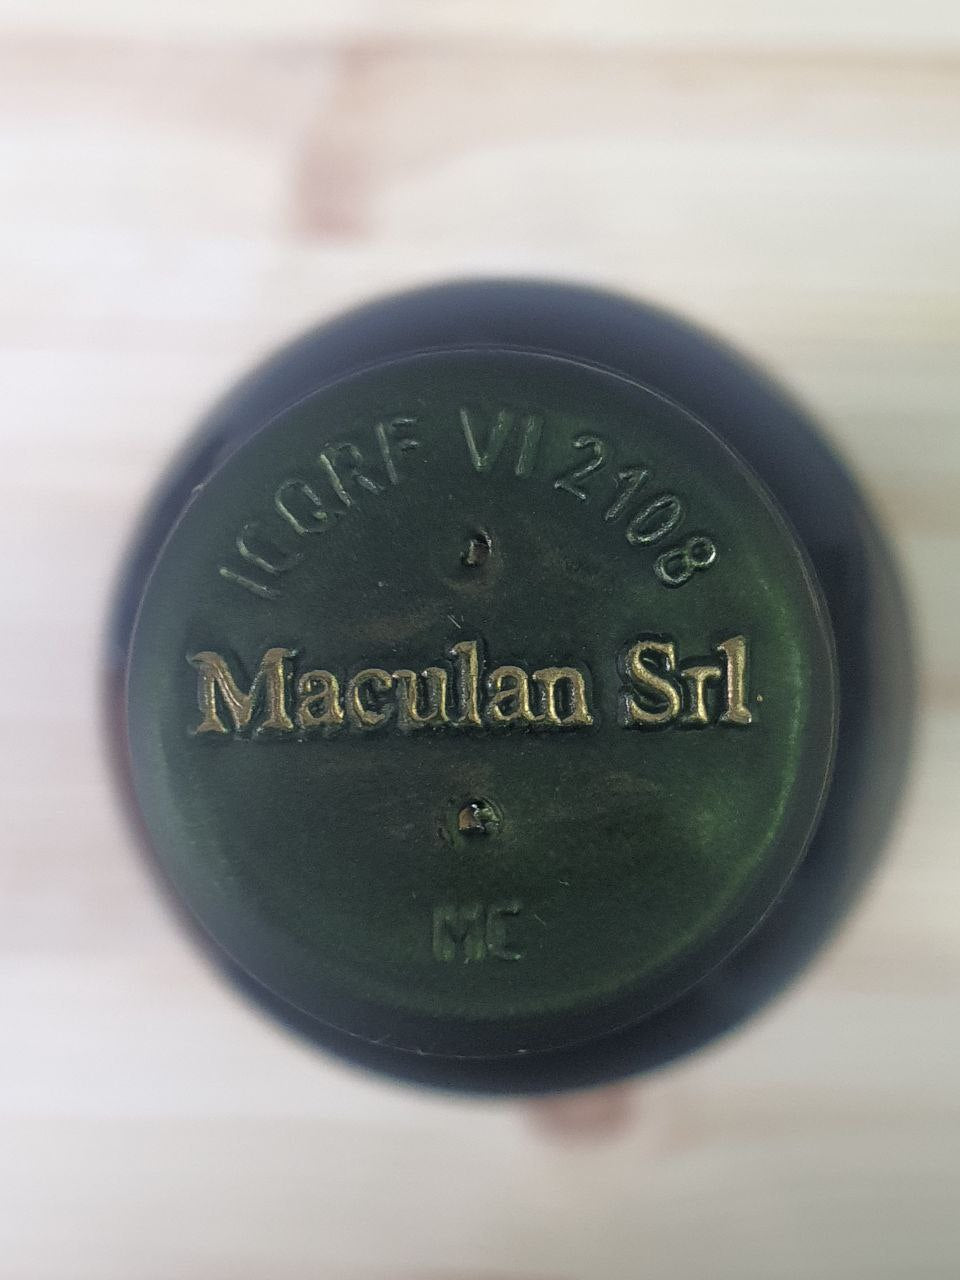 ICQRF VI 2108
Maculan Srl
ME